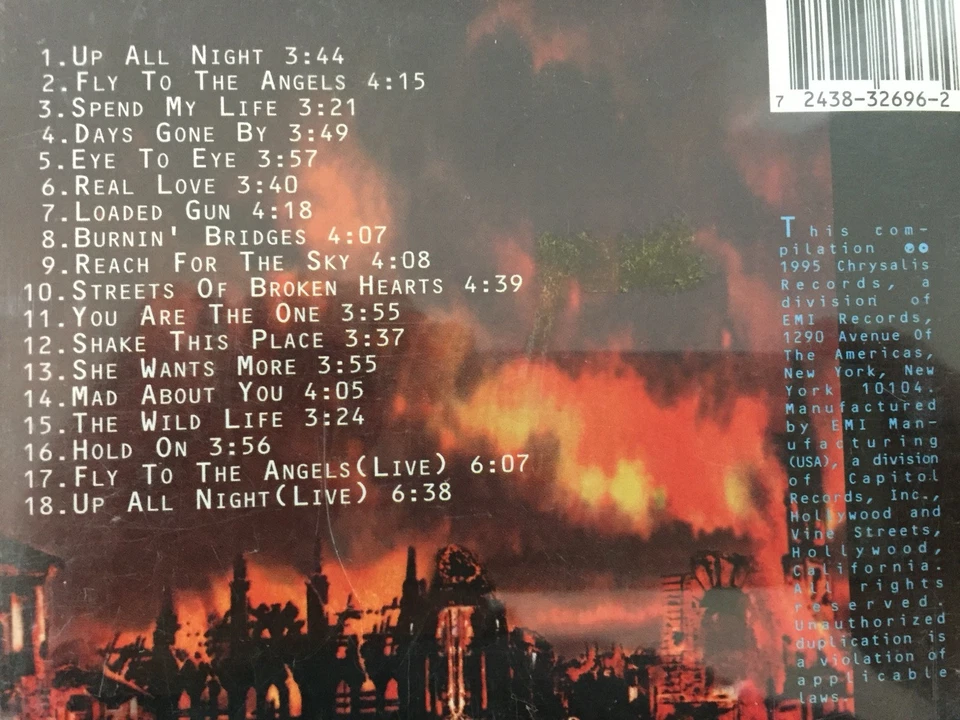 1.Up All Night 3:44
2.Fly To The Angels 4:15
3.Spend My Life 3:21
4.Days Gone By 3:49
5.Eye To Eye 3:57
6.Real Love 3:40
7.Loaded Gun 4:18
8.Burnin' Bridges 4:07
9.Reach For The Sky 4:08
10.Streets Of Broken Hearts 4:39
11.You Are The One 3:55
12.Shake This Place 3:37
13.She Wants More 3:55
14.Mad About You 4:05
15.The Wild Life 3:24
16.Hold On 3:56
17.Fly To The Angels(Live) 6:07
18.Up All Night(Live) 6:38
7 2438-32696-2
This com-
pilation ℗©
1995 Chrysalis
Records, a
division of
EMI Records,
1290 Avenue Of
The Americas,
New York, New
York 10104.
Manufactured
by EMI Man-
ufacturing
(USA), a division
of Capitol
Records, Inc.,
Hollywood and
Vine Streets,
Hollywood,
California.
All rights
reserved.
Unauthorized
duplication is
a violation of
applicable
laws.